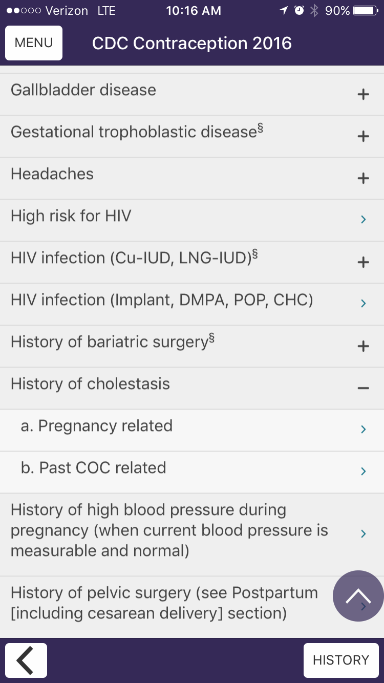 Verizon LTE 10:16 AM 90%
MENU CDC Contraception 2016
Gallbladder disease +
Gestational trophoblastic disease§ +
Headaches +
High risk for HIV >
HIV infection (Cu-IUD, LNG-IUD)§ +
HIV infection (Implant, DMPA, POP, CHC) >
History of bariatric surgery§ +
History of cholestasis −
a. Pregnancy related >
b. Past COC related >
History of high blood pressure during
pregnancy (when current blood pressure is >
measurable and normal)
History of pelvic surgery (see Postpartum
[including cesarean delivery] section)
HISTORY